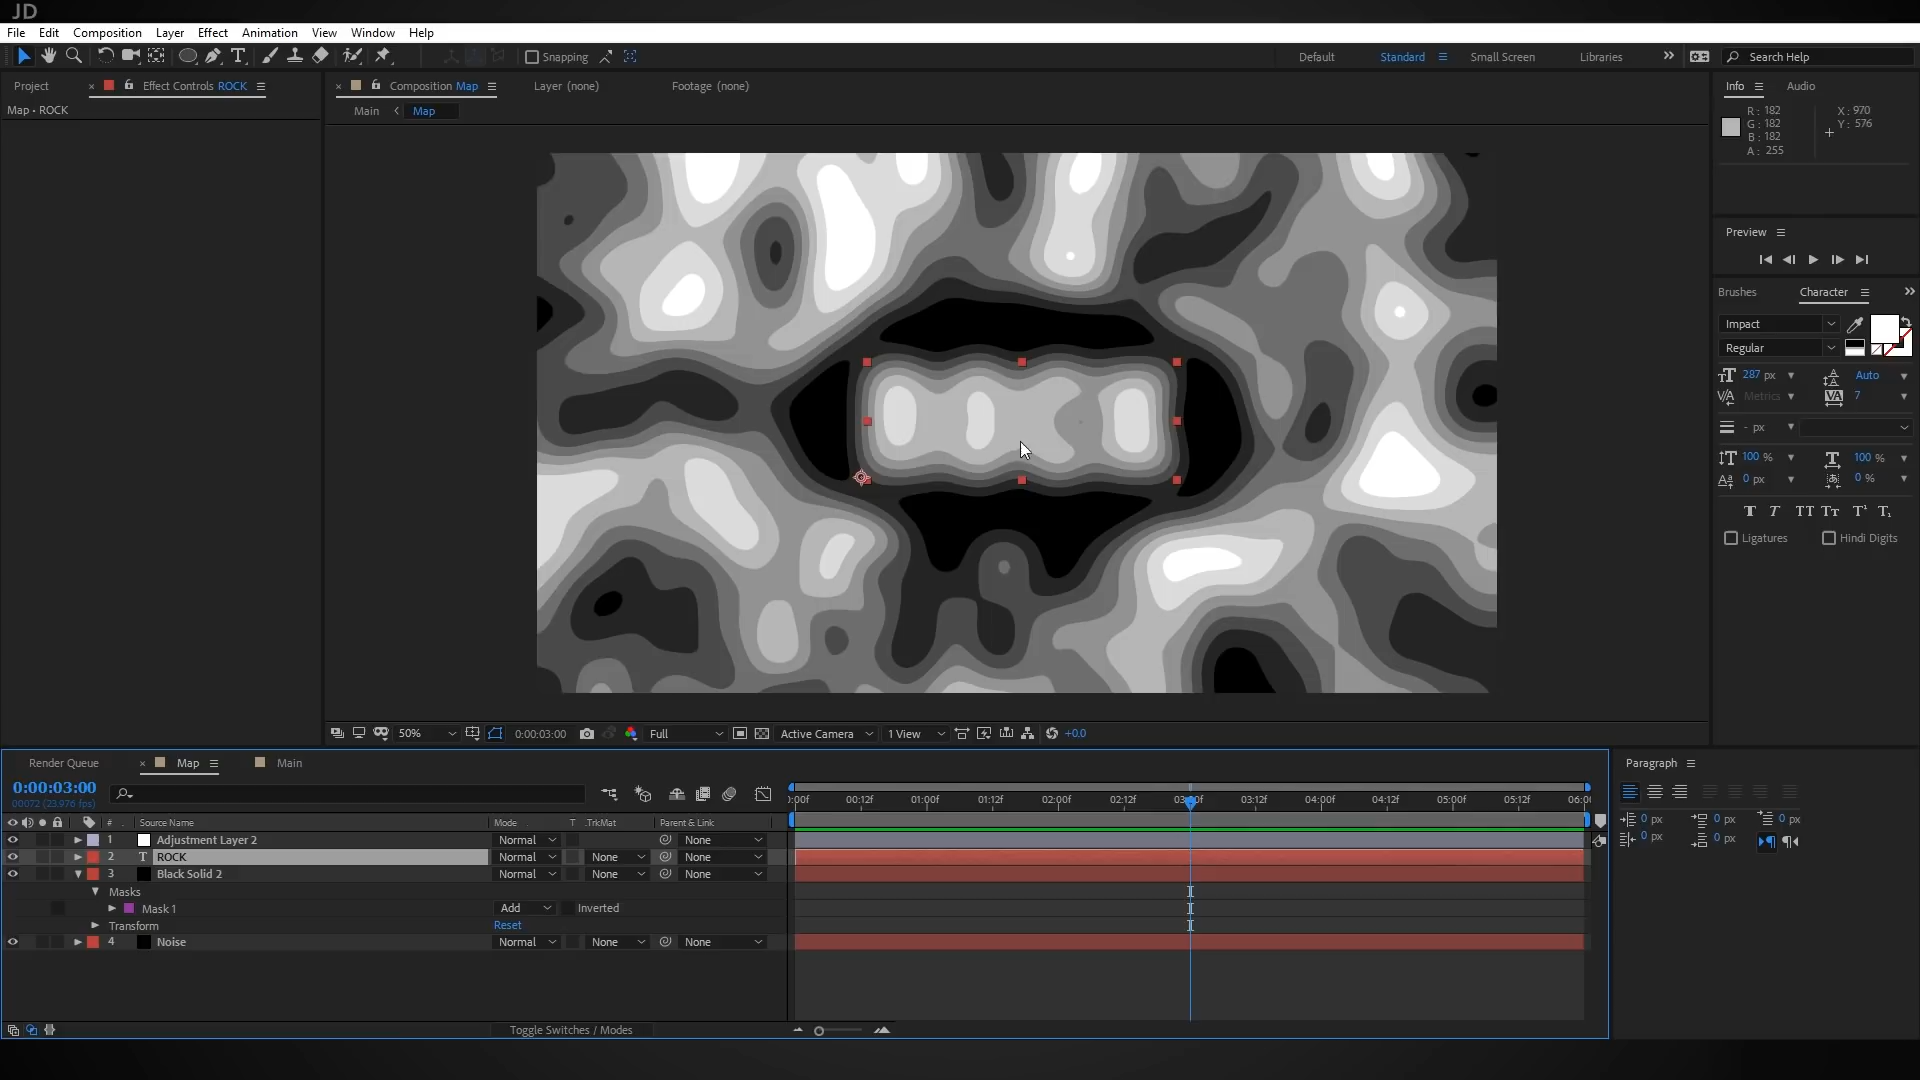 JD
File Edit Composition Layer Effect Animation View Window Help
Snapping Default Standard Small Screen Libraries Search Help
Project Effect Controls ROCK
Map • ROCK
Composition Map Layer (none) Footage (none)
Main Map
Info Audio
R: 182 X: 970
G: 182 Y: 576
B: 182
A: 255
Preview
Brushes Character
Impact
Regular
287 px Auto
Metrics 7
- px
100 % 100 %
0 px 0 %
T T TT Tt T¹ T₁
Ligatures Hindi Digits
50% 0:00:03:00 Full Active Camera 1 View +0.0
Render Queue Map Main
0:00:03:00
00072 (23.976 fps)
:00f 00:12f 01:00f 01:12f 02:00f 02:12f 03:00f 03:12f 04:00f 04:12f 05:00f 05:12f 06:0
# Source Name Mode T .TrkMat Parent & Link
1 Adjustment Layer 2 Normal None
2 T ROCK Normal None None
3 Black Solid 2 Normal None None
Masks
Mask 1 Add Inverted
Transform Reset
4 Noise Normal None None
Toggle Switches / Modes
Paragraph
0 px 0 px 0 px
0 px 0 px